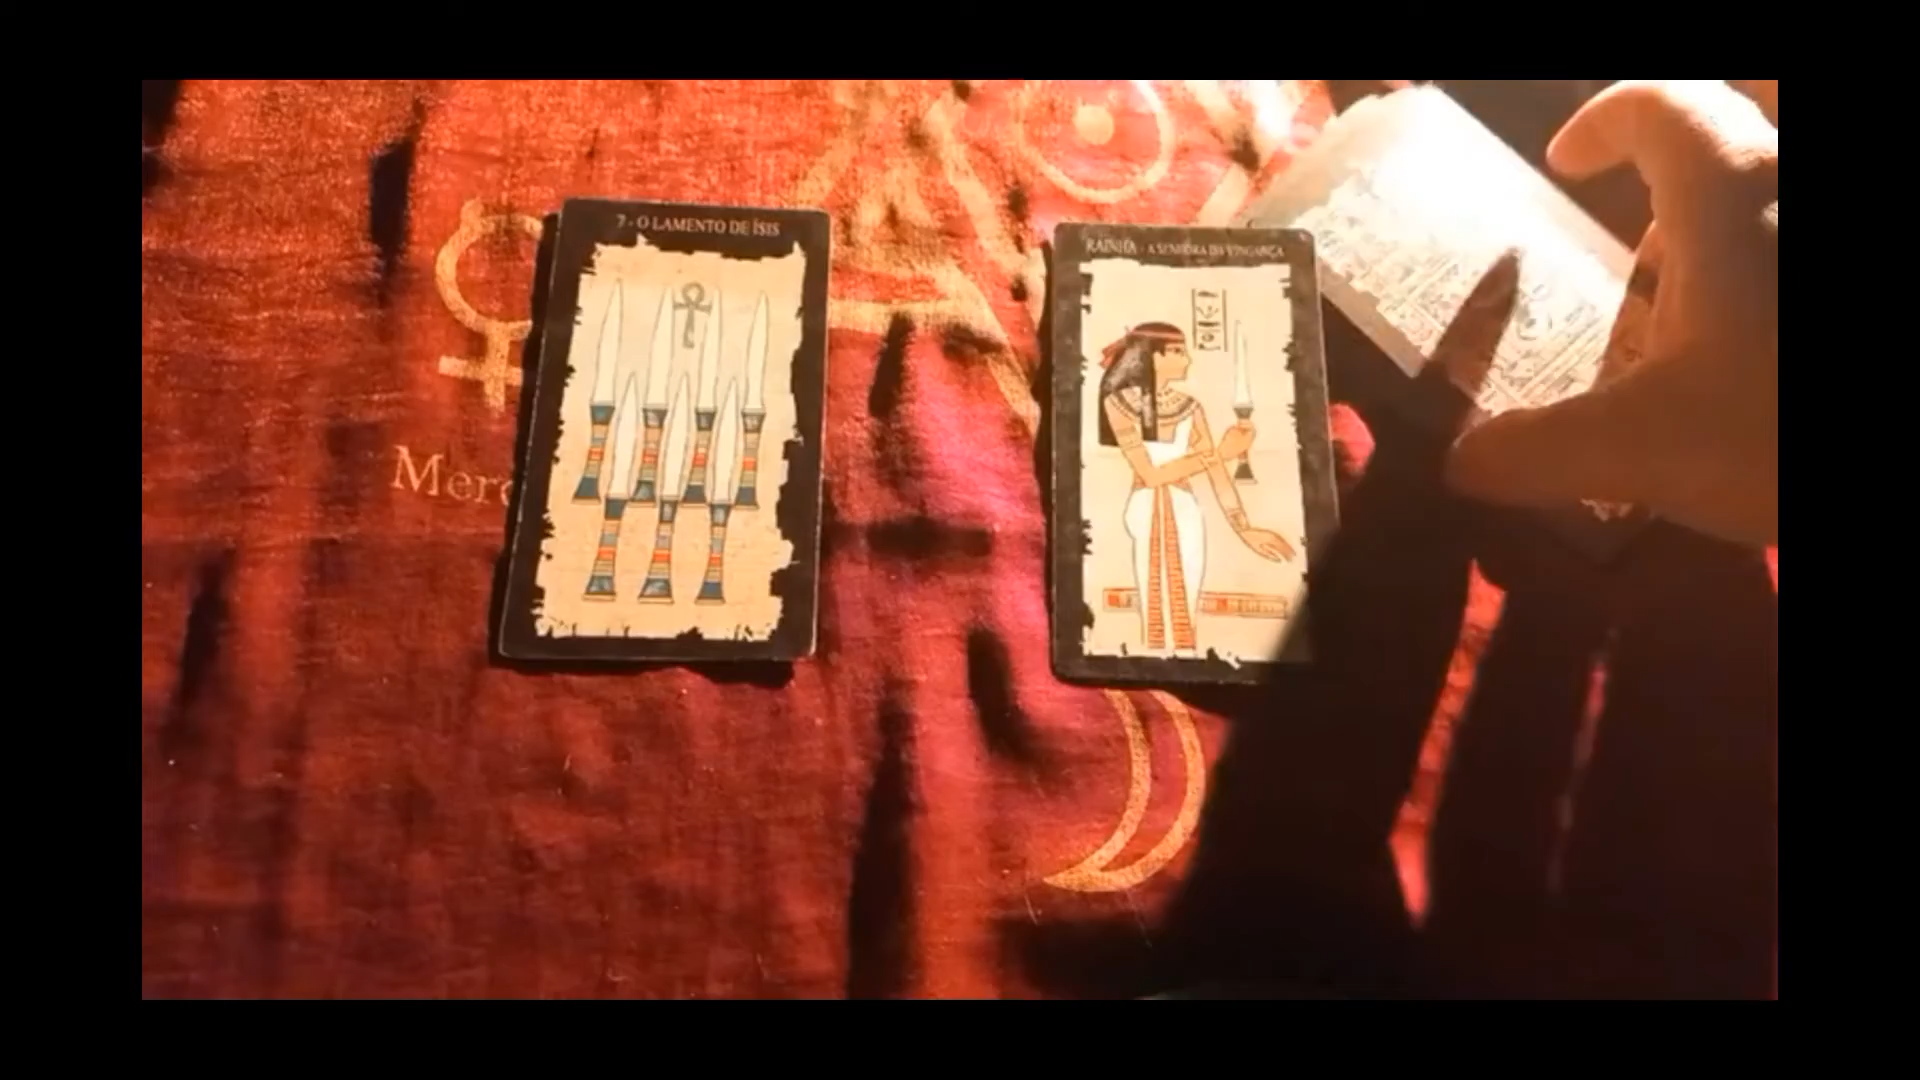 7 - O LAMENTO DE ÍSIS
RAINHA - A SENHORA DA VINGANÇA
Merc